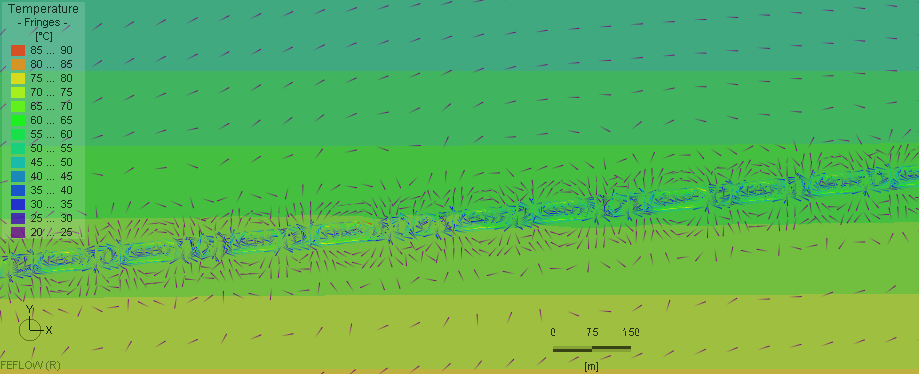 Temperature
- Fringes -
[°C]
85 ... 90
80 ... 85
75 ... 80
70 ... 75
65 ... 70
60 ... 65
55 ... 60
50 ... 55
45 ... 50
40 ... 45
35 ... 40
30 ... 35
25 ... 30
20 ... 25
Y
X
0 75 150
[m]
FEFLOW (R)